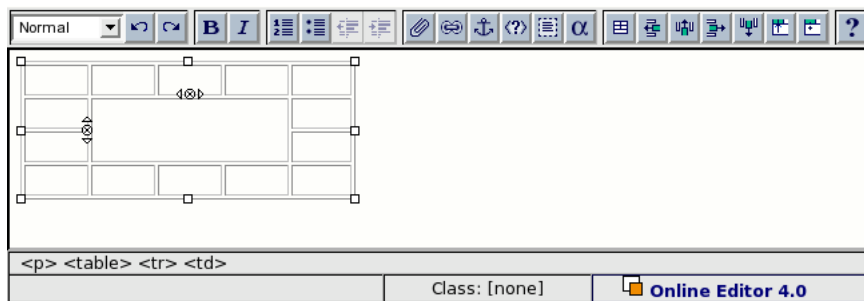 Normal B I α ?
<p> <table> <tr> <td>
Class: [none] Online Editor 4.0